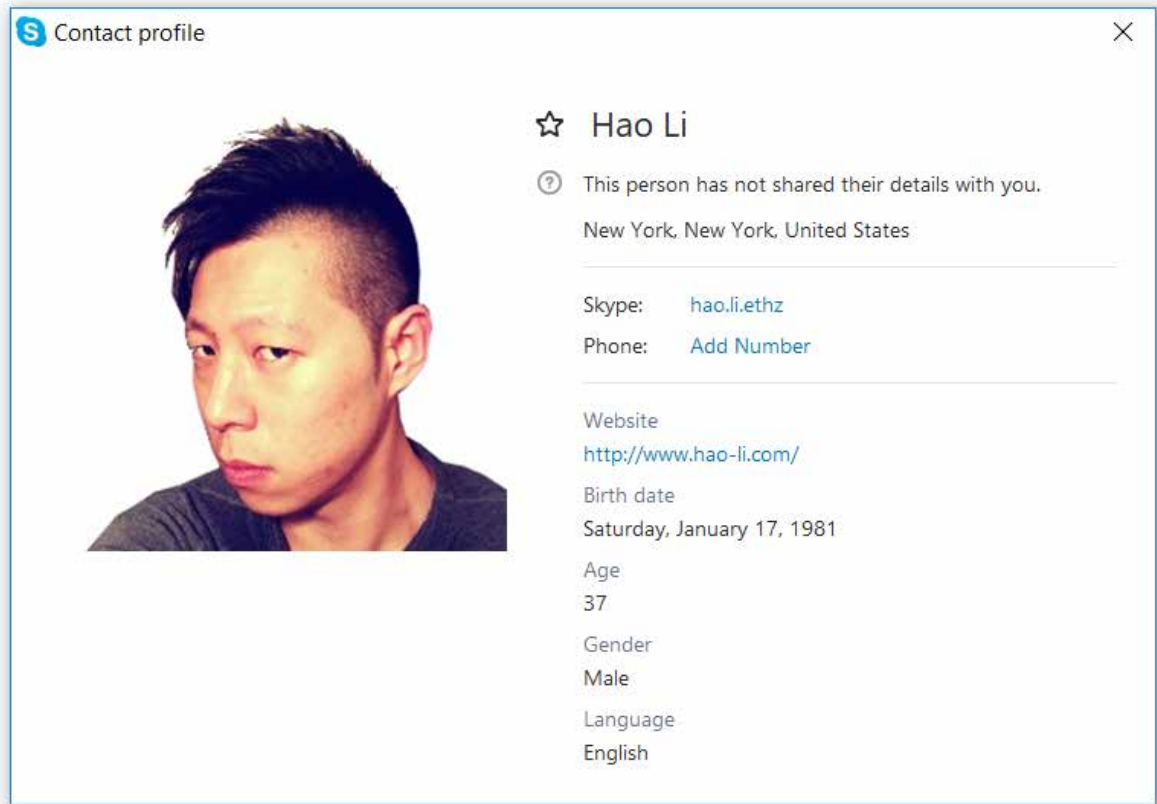 Contact profile
Hao Li
This person has not shared their details with you.
New York, New York, United States
Skype: hao.li.ethz
Phone: Add Number
Website
http://www.hao-li.com/
Birth date
Saturday, January 17, 1981
Age
37
Gender
Male
Language
English